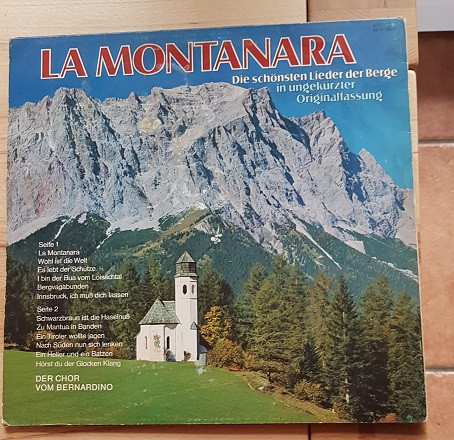 LA MONTANARA
Die schönsten Lieder der Berge
in ungekürzter
Originalfassung
Seite 1
La Montanara
Wohl ist die Welt
Es lebt der Schütze
I bin der Bua vom Loisachtal
Bergvagabunden
Innsbruck, ich muß dich lassen
Seite 2
Schwarzbraun ist die Haselnuß
Zu Mantua in Banden
Ein Tiroler wollte jagen
Nach Süden nun sich lenken
Ein Heller und ein Batzen
Hörst du der Glocken Klang
DER CHOR
VOM BERNARDINO